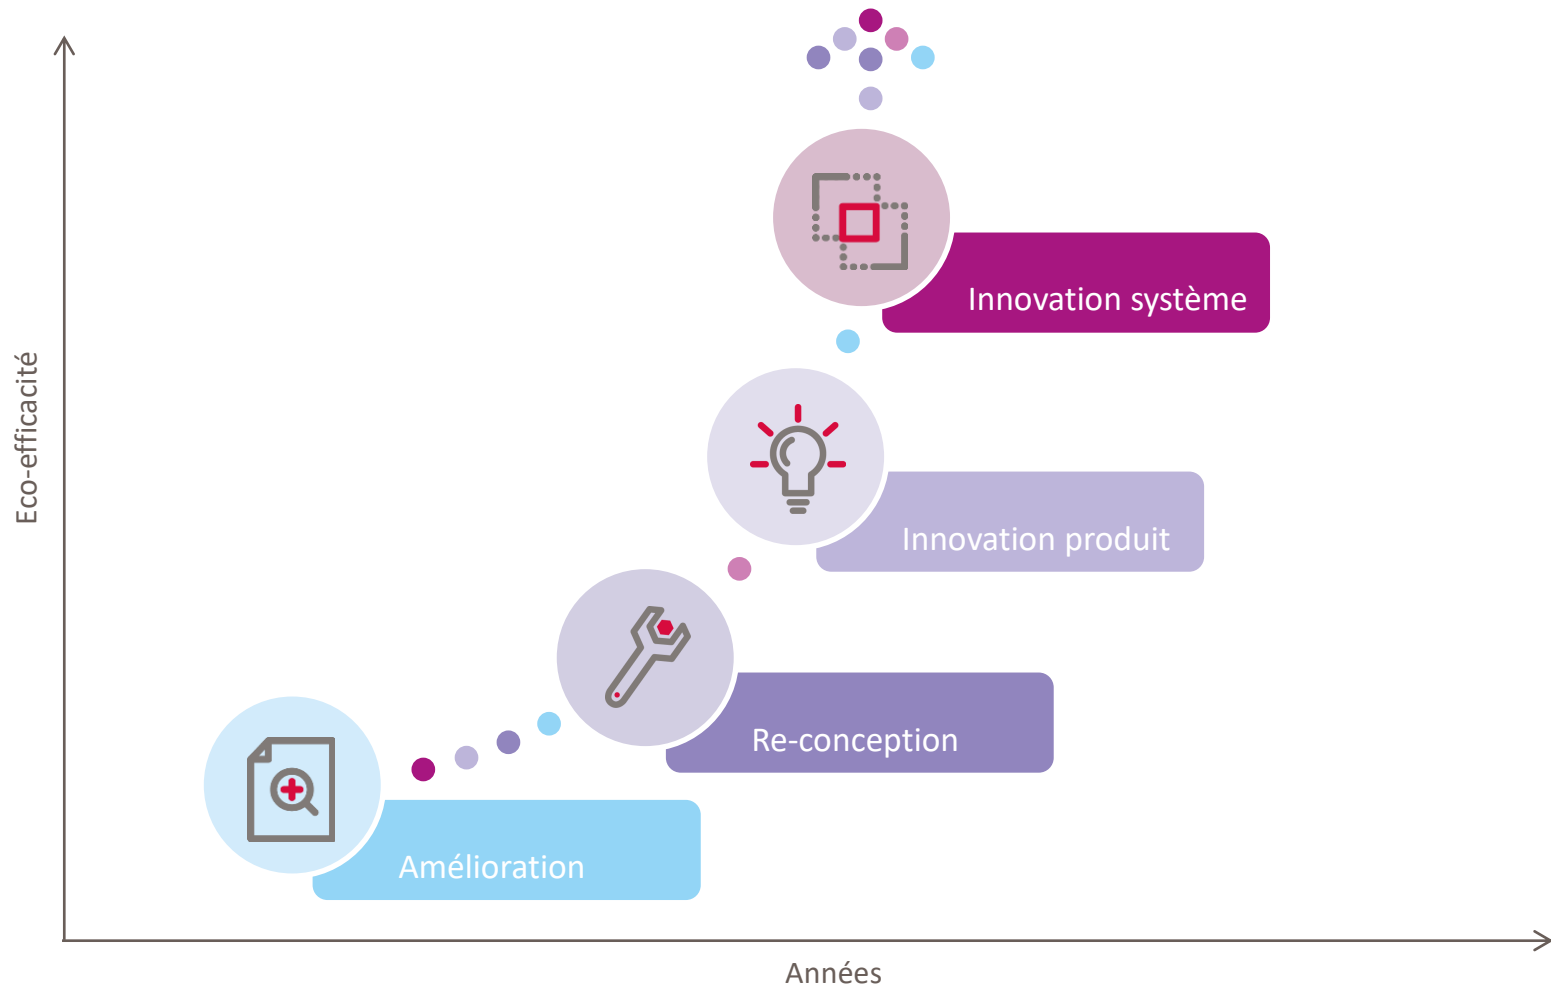 Eco-efficacité
Innovation système
Innovation produit
Re-conception
Amélioration
Années